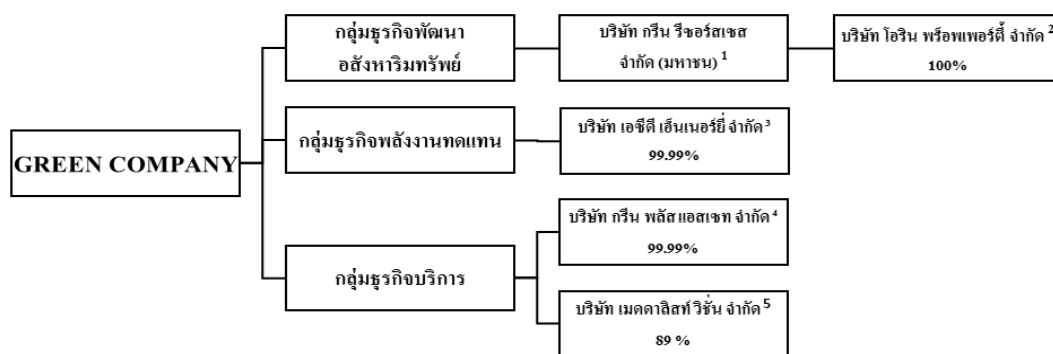 กลุ่มธุรกิจพัฒนา
อสังหาริมทรัพย์
บริษัท กรีน รีซอร์สเซส
จำกัด (มหาชน) 1
บริษัท โอริน พร็อพเพอร์ตี้ จำกัด 2
100%
GREEN COMPANY
กลุ่มธุรกิจพลังงานทดแทน
บริษัท เอซีดี เอ็นเนอร์ยี่ จำกัด 3
99.99%
กลุ่มธุรกิจบริการ
บริษัท กรีน พลัส แอสเซท จำกัด 4
99.99%
บริษัท เมดดาลิสท์ วิชั่น จำกัด 5
89 %